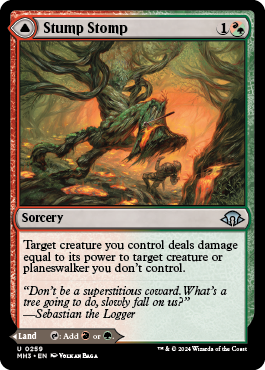 Stump Stomp 1
Sorcery
Target creature you control deals damage
equal to its power to target creature or
planeswalker you don't control.
“Don't be a superstitious coward. What's a
tree going to do, slowly fall on us?”
—Sebastian the Logger
Land : Add or .
U 0259
MH3 • EN Volkan Baga
™ & © 2024 Wizards of the Coast